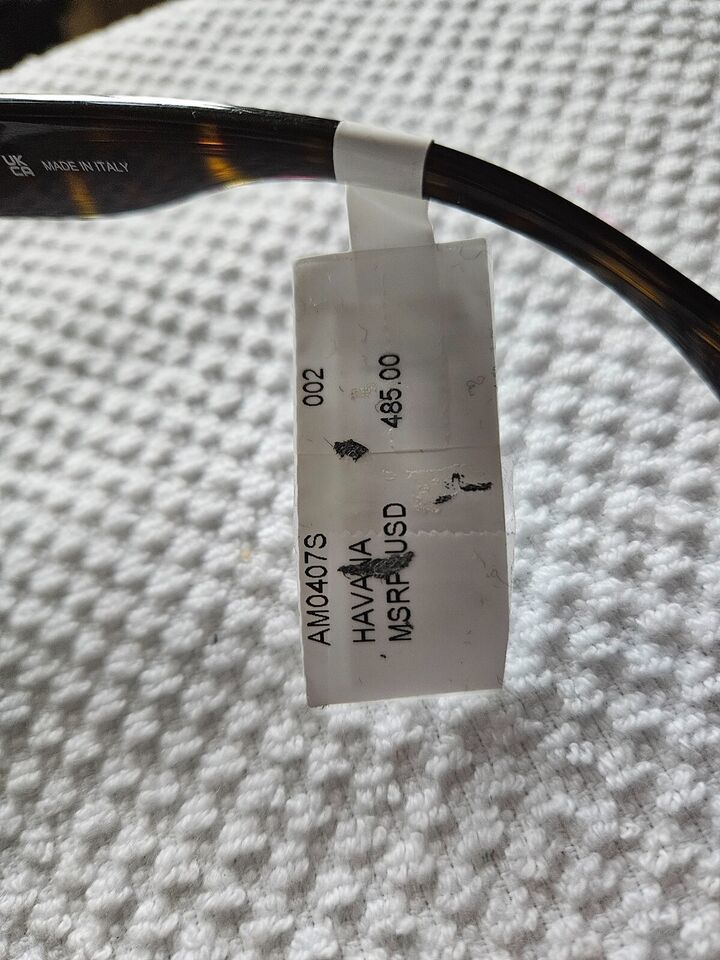 UK
CA MADE IN ITALY
AM0407S 002
HAVANA
MSRP USD 485.00